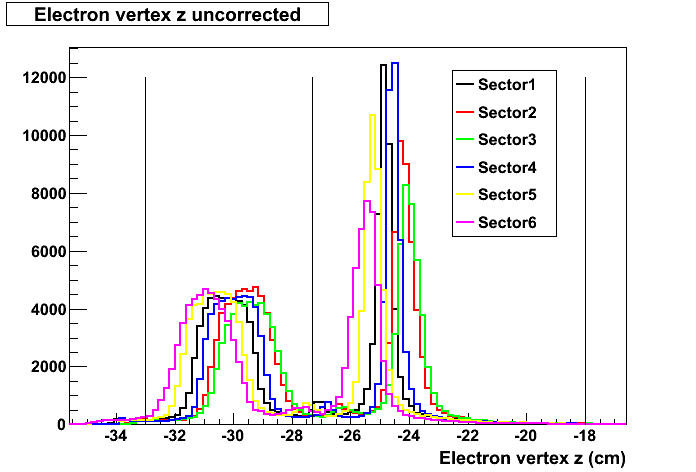 Electron vertex z uncorrected
12000
10000
8000
6000
4000
2000
0
Sector1
Sector2
Sector3
Sector4
Sector5
Sector6
-34 -32 -30 -28 -26 -24 -22 -20 -18
Electron vertex z (cm)